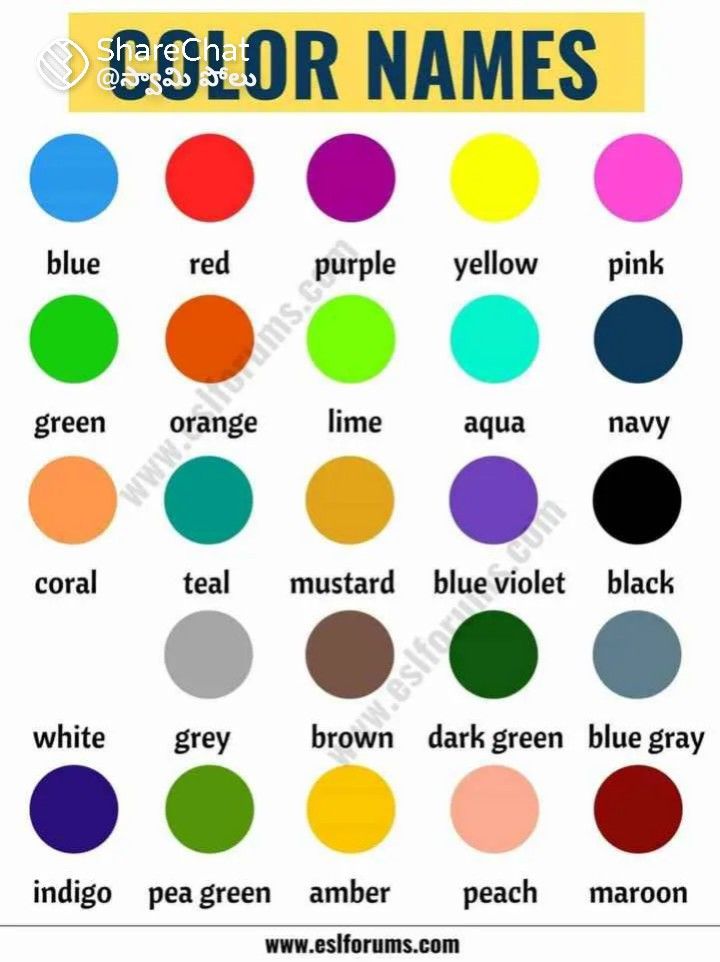 ShareChat
@స్వామి పోలు
COLOR NAMES
blue red purple yellow pink
green orange lime aqua navy
coral teal mustard blue violet black
white grey brown dark green blue gray
indigo pea green amber peach maroon
www.eslforums.com
www.eslforums.com
www.eslforums.com